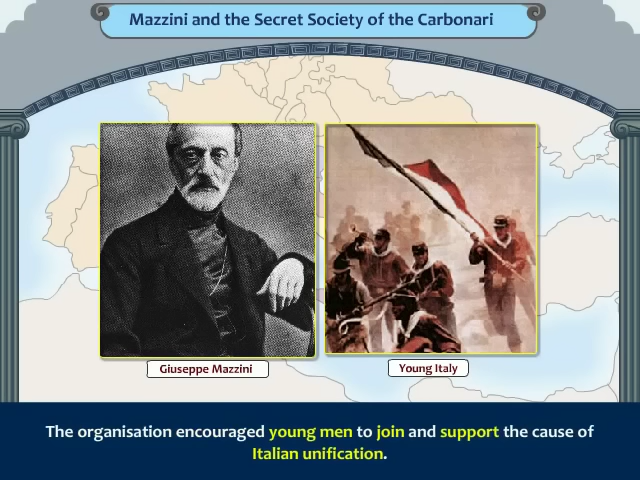 Mazzini and the Secret Society of the Carbonari
Giuseppe Mazzini
Young Italy
The organisation encouraged young men to join and support the cause of
Italian unification.